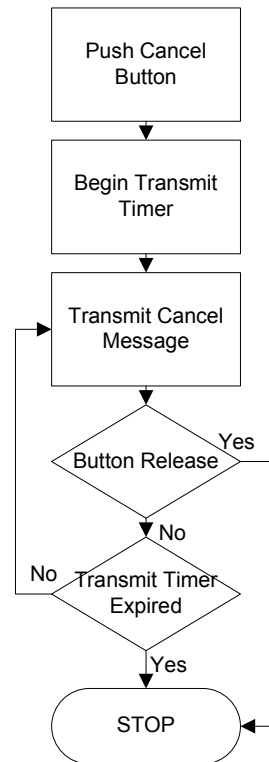 Push Cancel
Button
Begin Transmit
Timer
Transmit Cancel
Message
Yes
Button Release
No
No
Transmit Timer
Expired
Yes
STOP